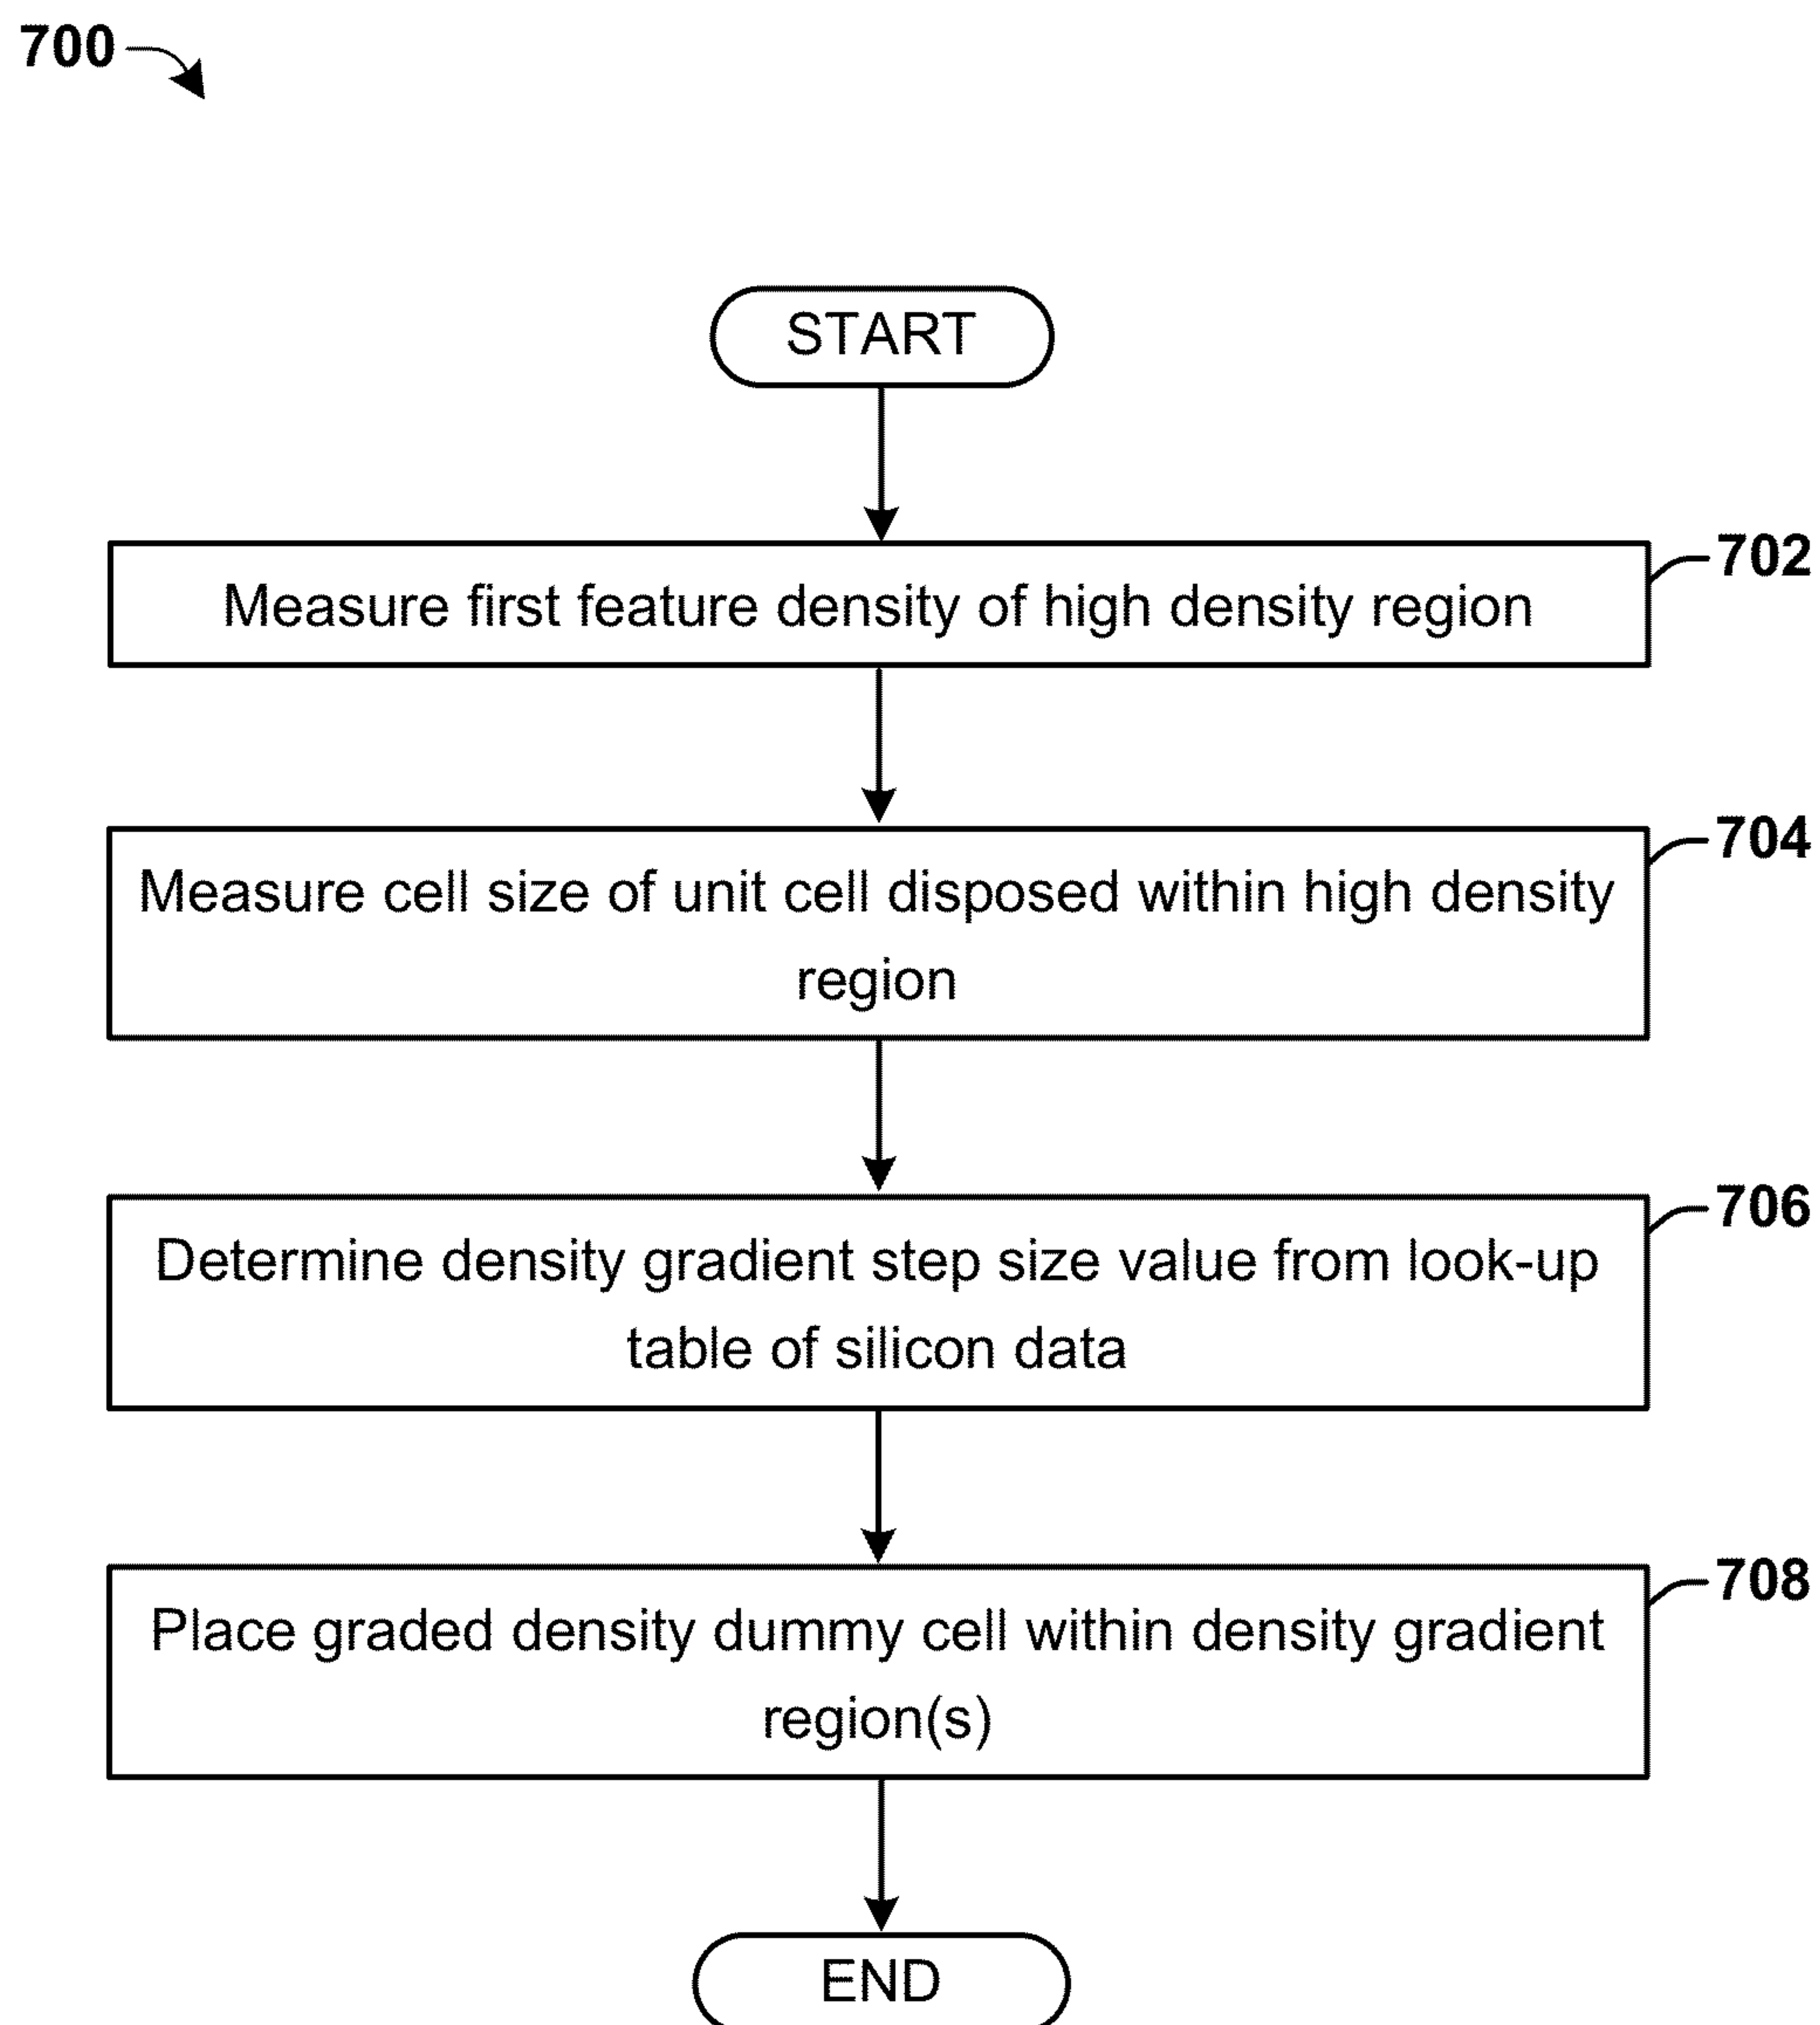 700
START
702
Measure first feature density of high density region
704
Measure cell size of unit cell disposed within high density
region
706
Determine density gradient step size value from look-up
table of silicon data
708
Place graded density dummy cell within density gradient
region(s)
END